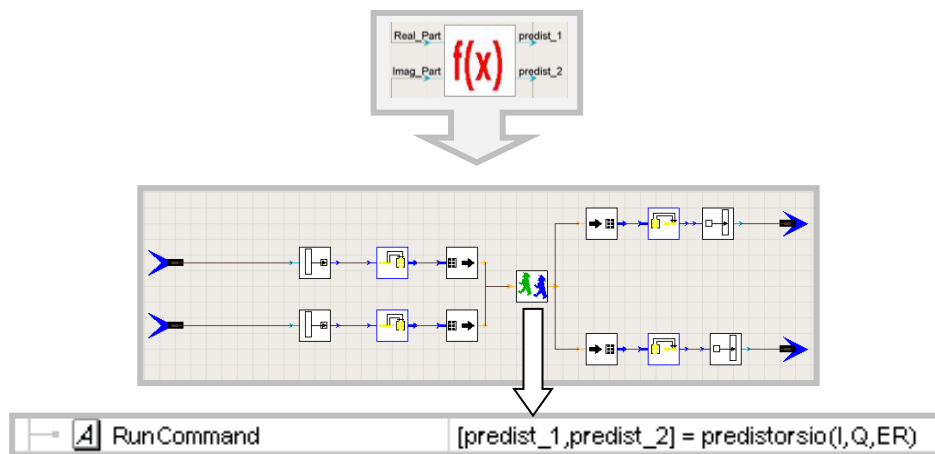 Real_Part predist_1
f(x)
Imag_Part predist_2
A RunCommand [predist_1,predist_2] = predistorsio(I,Q,ER)